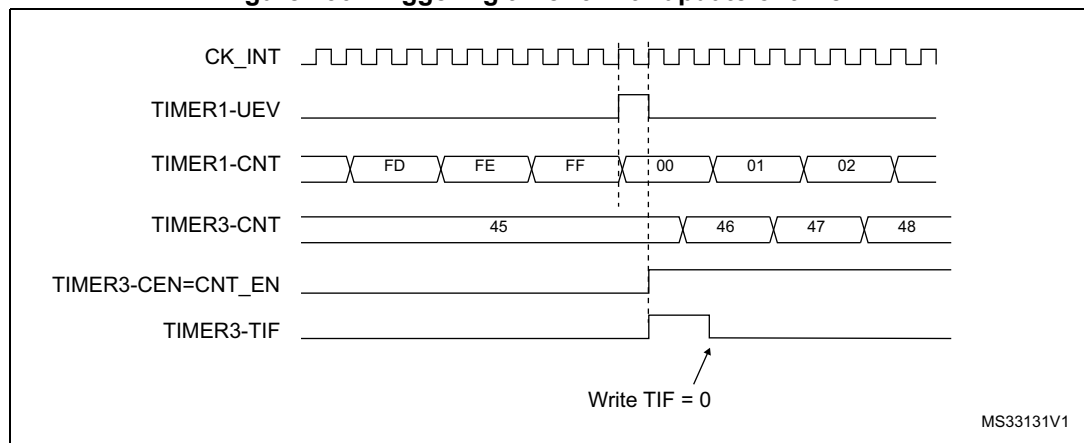 CK_INT
TIMER1-UEV
TIMER1-CNT FD FE FF 00 01 02
TIMER3-CNT 45 46 47 48
TIMER3-CEN=CNT_EN
TIMER3-TIF
Write TIF = 0
MS33131V1